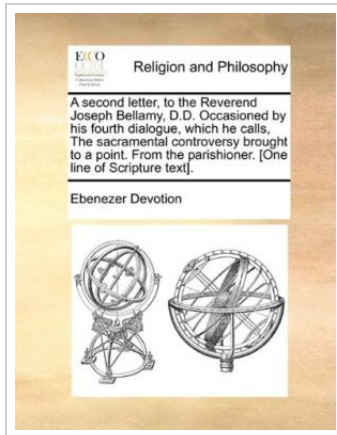 ECCO
Religion and Philosophy
A second letter, to the Reverend
Joseph Bellamy, D.D. Occasioned by
his fourth dialogue, which he calls,
The sacramental controversy brought
to a point. From the parishioner. [One
line of Scripture text].
Ebenezer Devotion